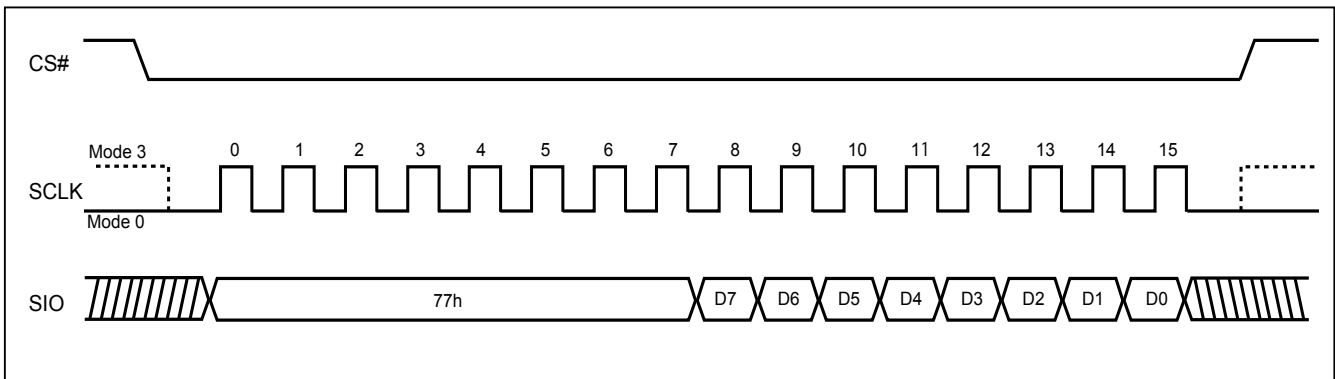 CS#
Mode 3
0 1 2 3 4 5 6 7 8 9 10 11 12 13 14 15
SCLK
Mode 0
SIO
77h D7 D6 D5 D4 D3 D2 D1 D0